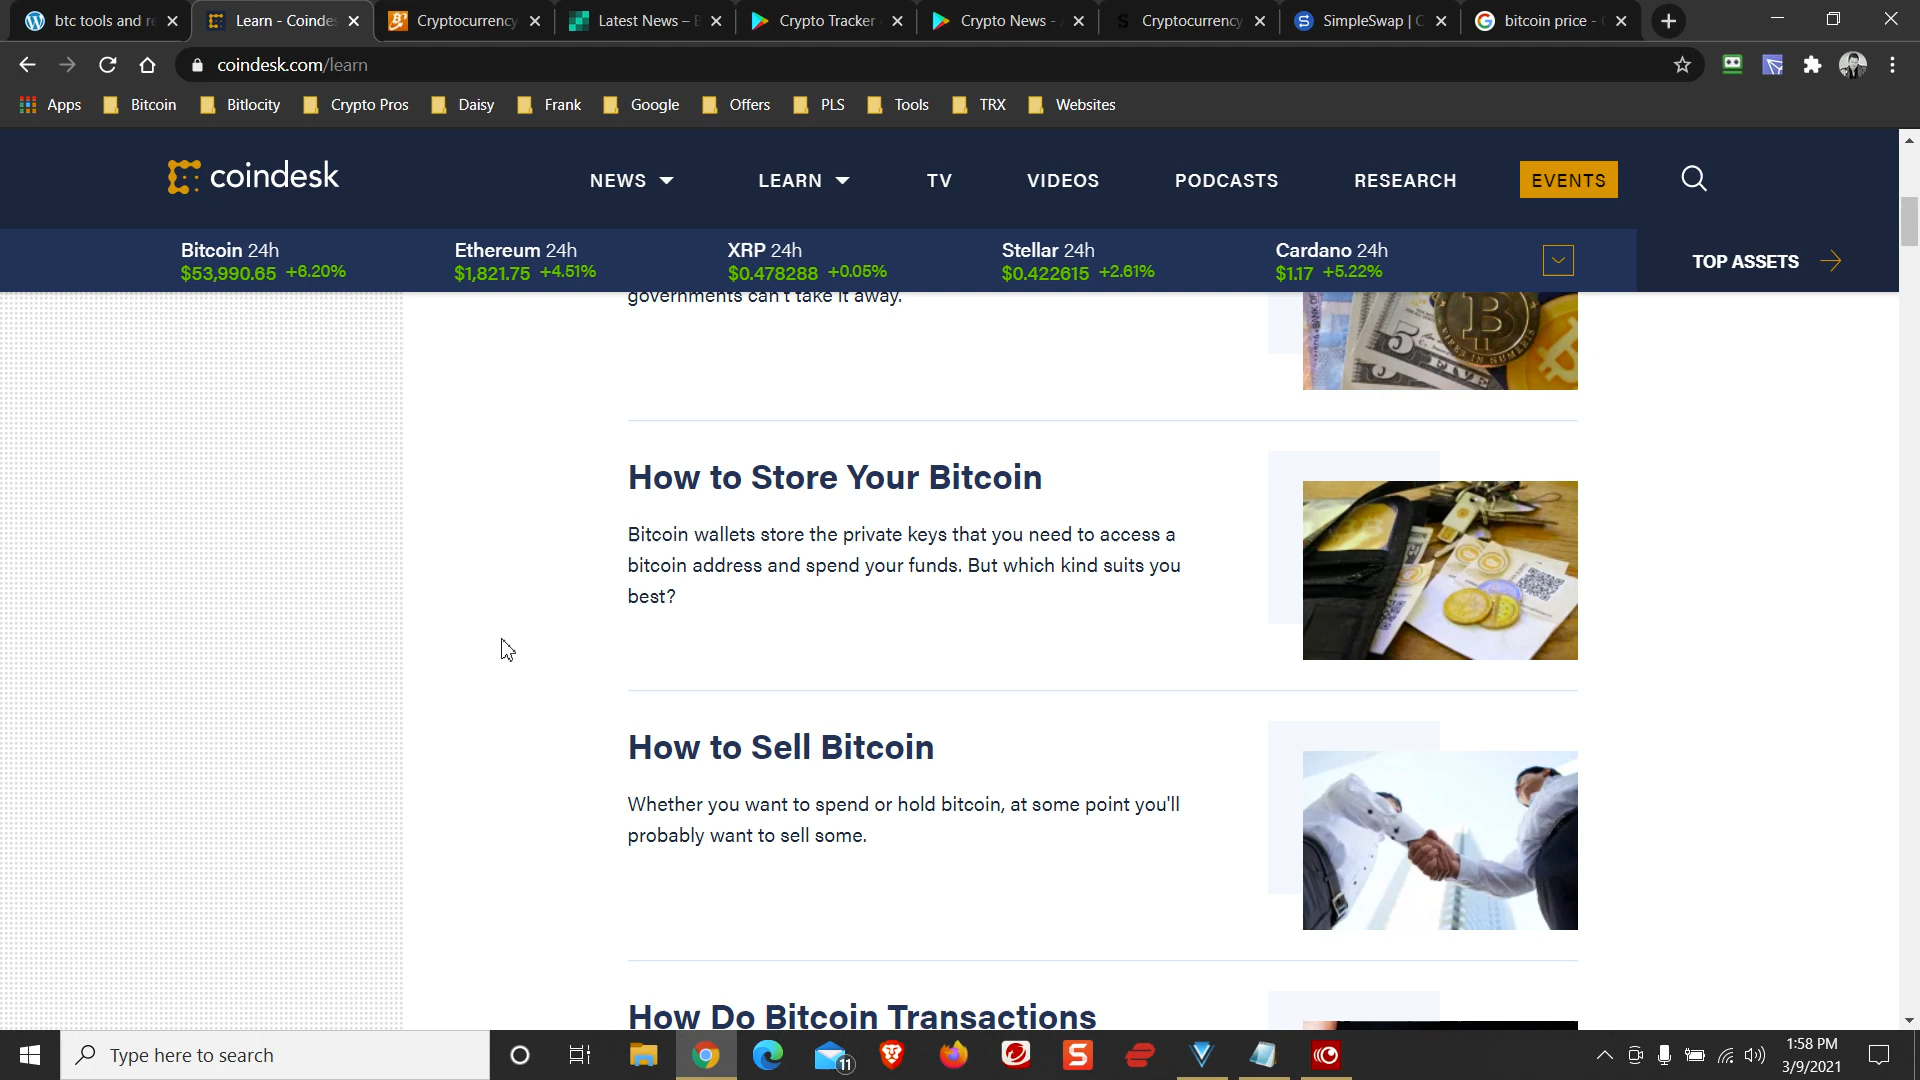 btc tools and re
Learn - Coindes
Cryptocurrency
Latest News – B
Crypto Tracker
Crypto News -
Cryptocurrency
SimpleSwap | C
bitcoin price -
coindesk.com/learn
Apps
Bitcoin
Bitlocity
Crypto Pros
Daisy
Frank
Google
Offers
PLS
Tools
TRX
Websites
coindesk
NEWS
LEARN
TV
VIDEOS
PODCASTS
RESEARCH
EVENTS
Bitcoin 24h
$53,990.65 +6.20%
Ethereum 24h
$1,821.75 +4.51%
XRP 24h
$0.478288 +0.05%
Stellar 24h
$0.422615 +2.61%
Cardano 24h
$1.17 +5.22%
TOP ASSETS
governments can't take it away.
How to Store Your Bitcoin
Bitcoin wallets store the private keys that you need to access a
bitcoin address and spend your funds. But which kind suits you
best?
How to Sell Bitcoin
Whether you want to spend or hold bitcoin, at some point you'll
probably want to sell some.
How Do Bitcoin Transactions
Type here to search
11
1:58 PM
3/9/2021